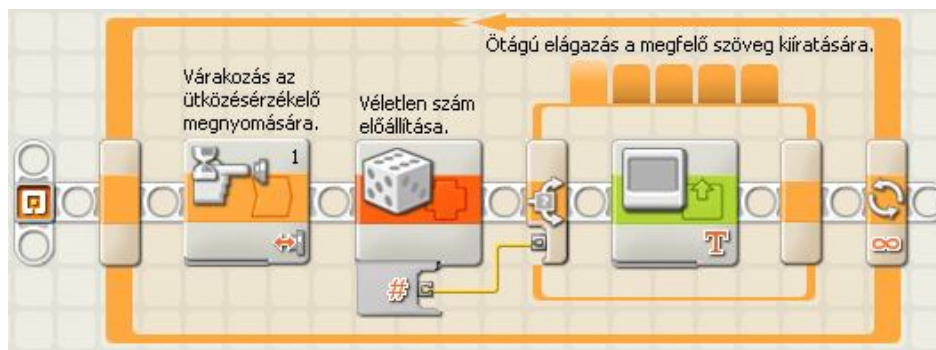 Ötágú elágazás a megfelő szöveg kiíratására.
Várakozás az
ütközésérzékelő
megnyomására.
Véletlen szám
előállítása.
1
T
#
∞